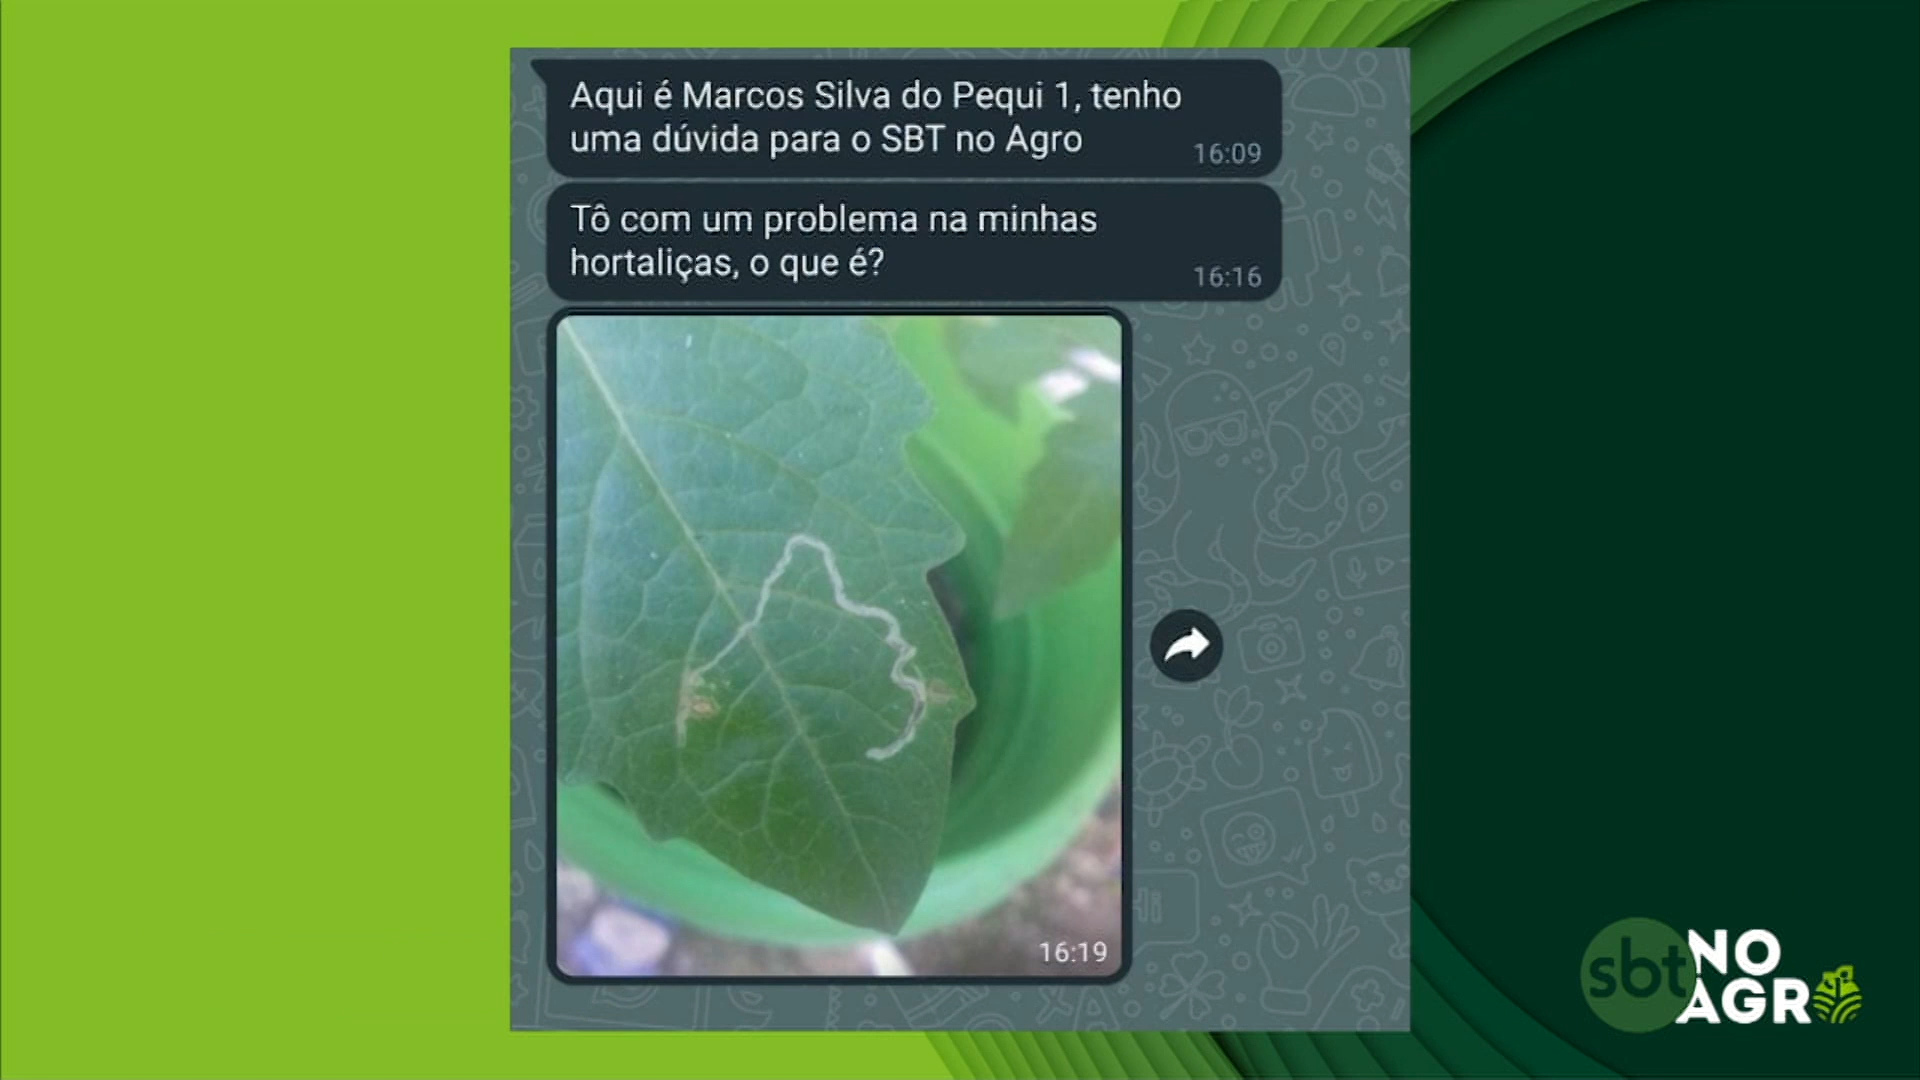 Aqui é Marcos Silva do Pequi 1, tenho
uma dúvida para o SBT no Agro
16:09
Tô com um problema na minhas
hortaliças, o que é?
16:16
16:19
sbt NO
AGRO